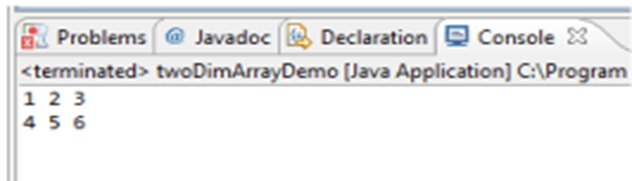 Problems @ Javadoc Declaration Console
<terminated> twoDimArrayDemo [Java Application] C:\Program
1 2 3
4 5 6